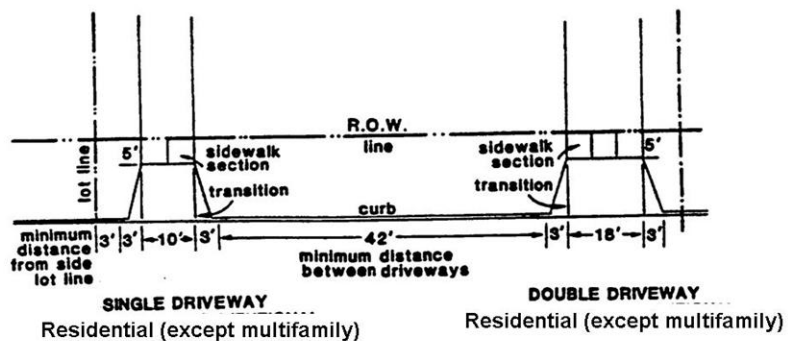 R.O.W.
line
lot line
5'
sidewalk
section
transition
sidewalk
section
5'
transition
curb
minimum
distance
from side
lot line
3' 3' 10' 3' 42' 3' 18' 3'
minimum distance
between driveways
SINGLE DRIVEWAY
Residential (except multifamily)
DOUBLE DRIVEWAY
Residential (except multifamily)